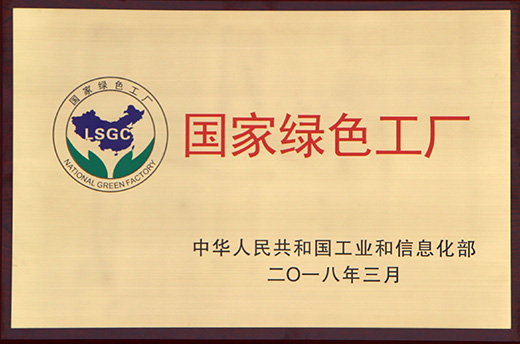 国家绿色工厂
LSGC
NATIONAL GREEN FACTORY
国家绿色工厂
中华人民共和国工业和信息化部
二〇一八年三月